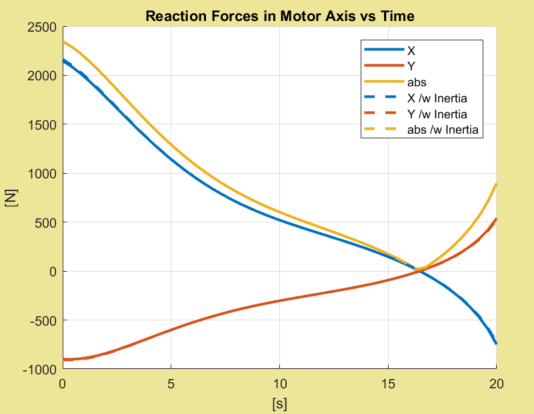 Reaction Forces in Motor Axis vs Time
2500
2000
1500
1000
500
0
-500
-1000
[N]
X
Y
abs
X /w Inertia
Y /w Inertia
abs /w Inertia
0 5 10 15 20
[s]